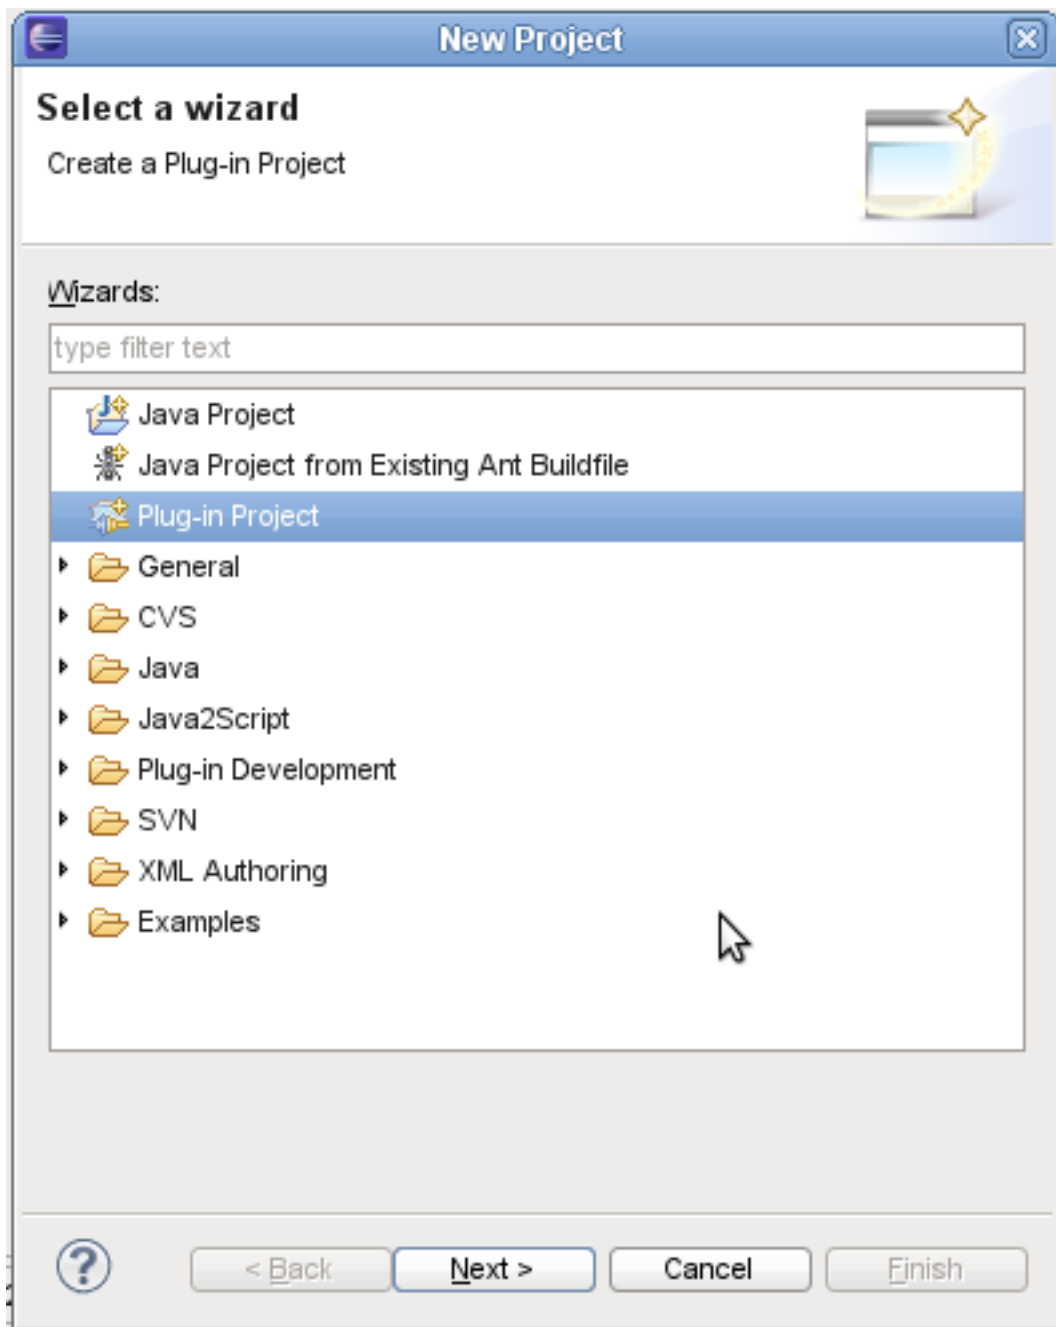 New Project
Select a wizard
Create a Plug-in Project
Wizards:
type filter text
Java Project
Java Project from Existing Ant Buildfile
Plug-in Project
General
CVS
Java
Java2Script
Plug-in Development
SVN
XML Authoring
Examples
? < Back Next > Cancel Finish